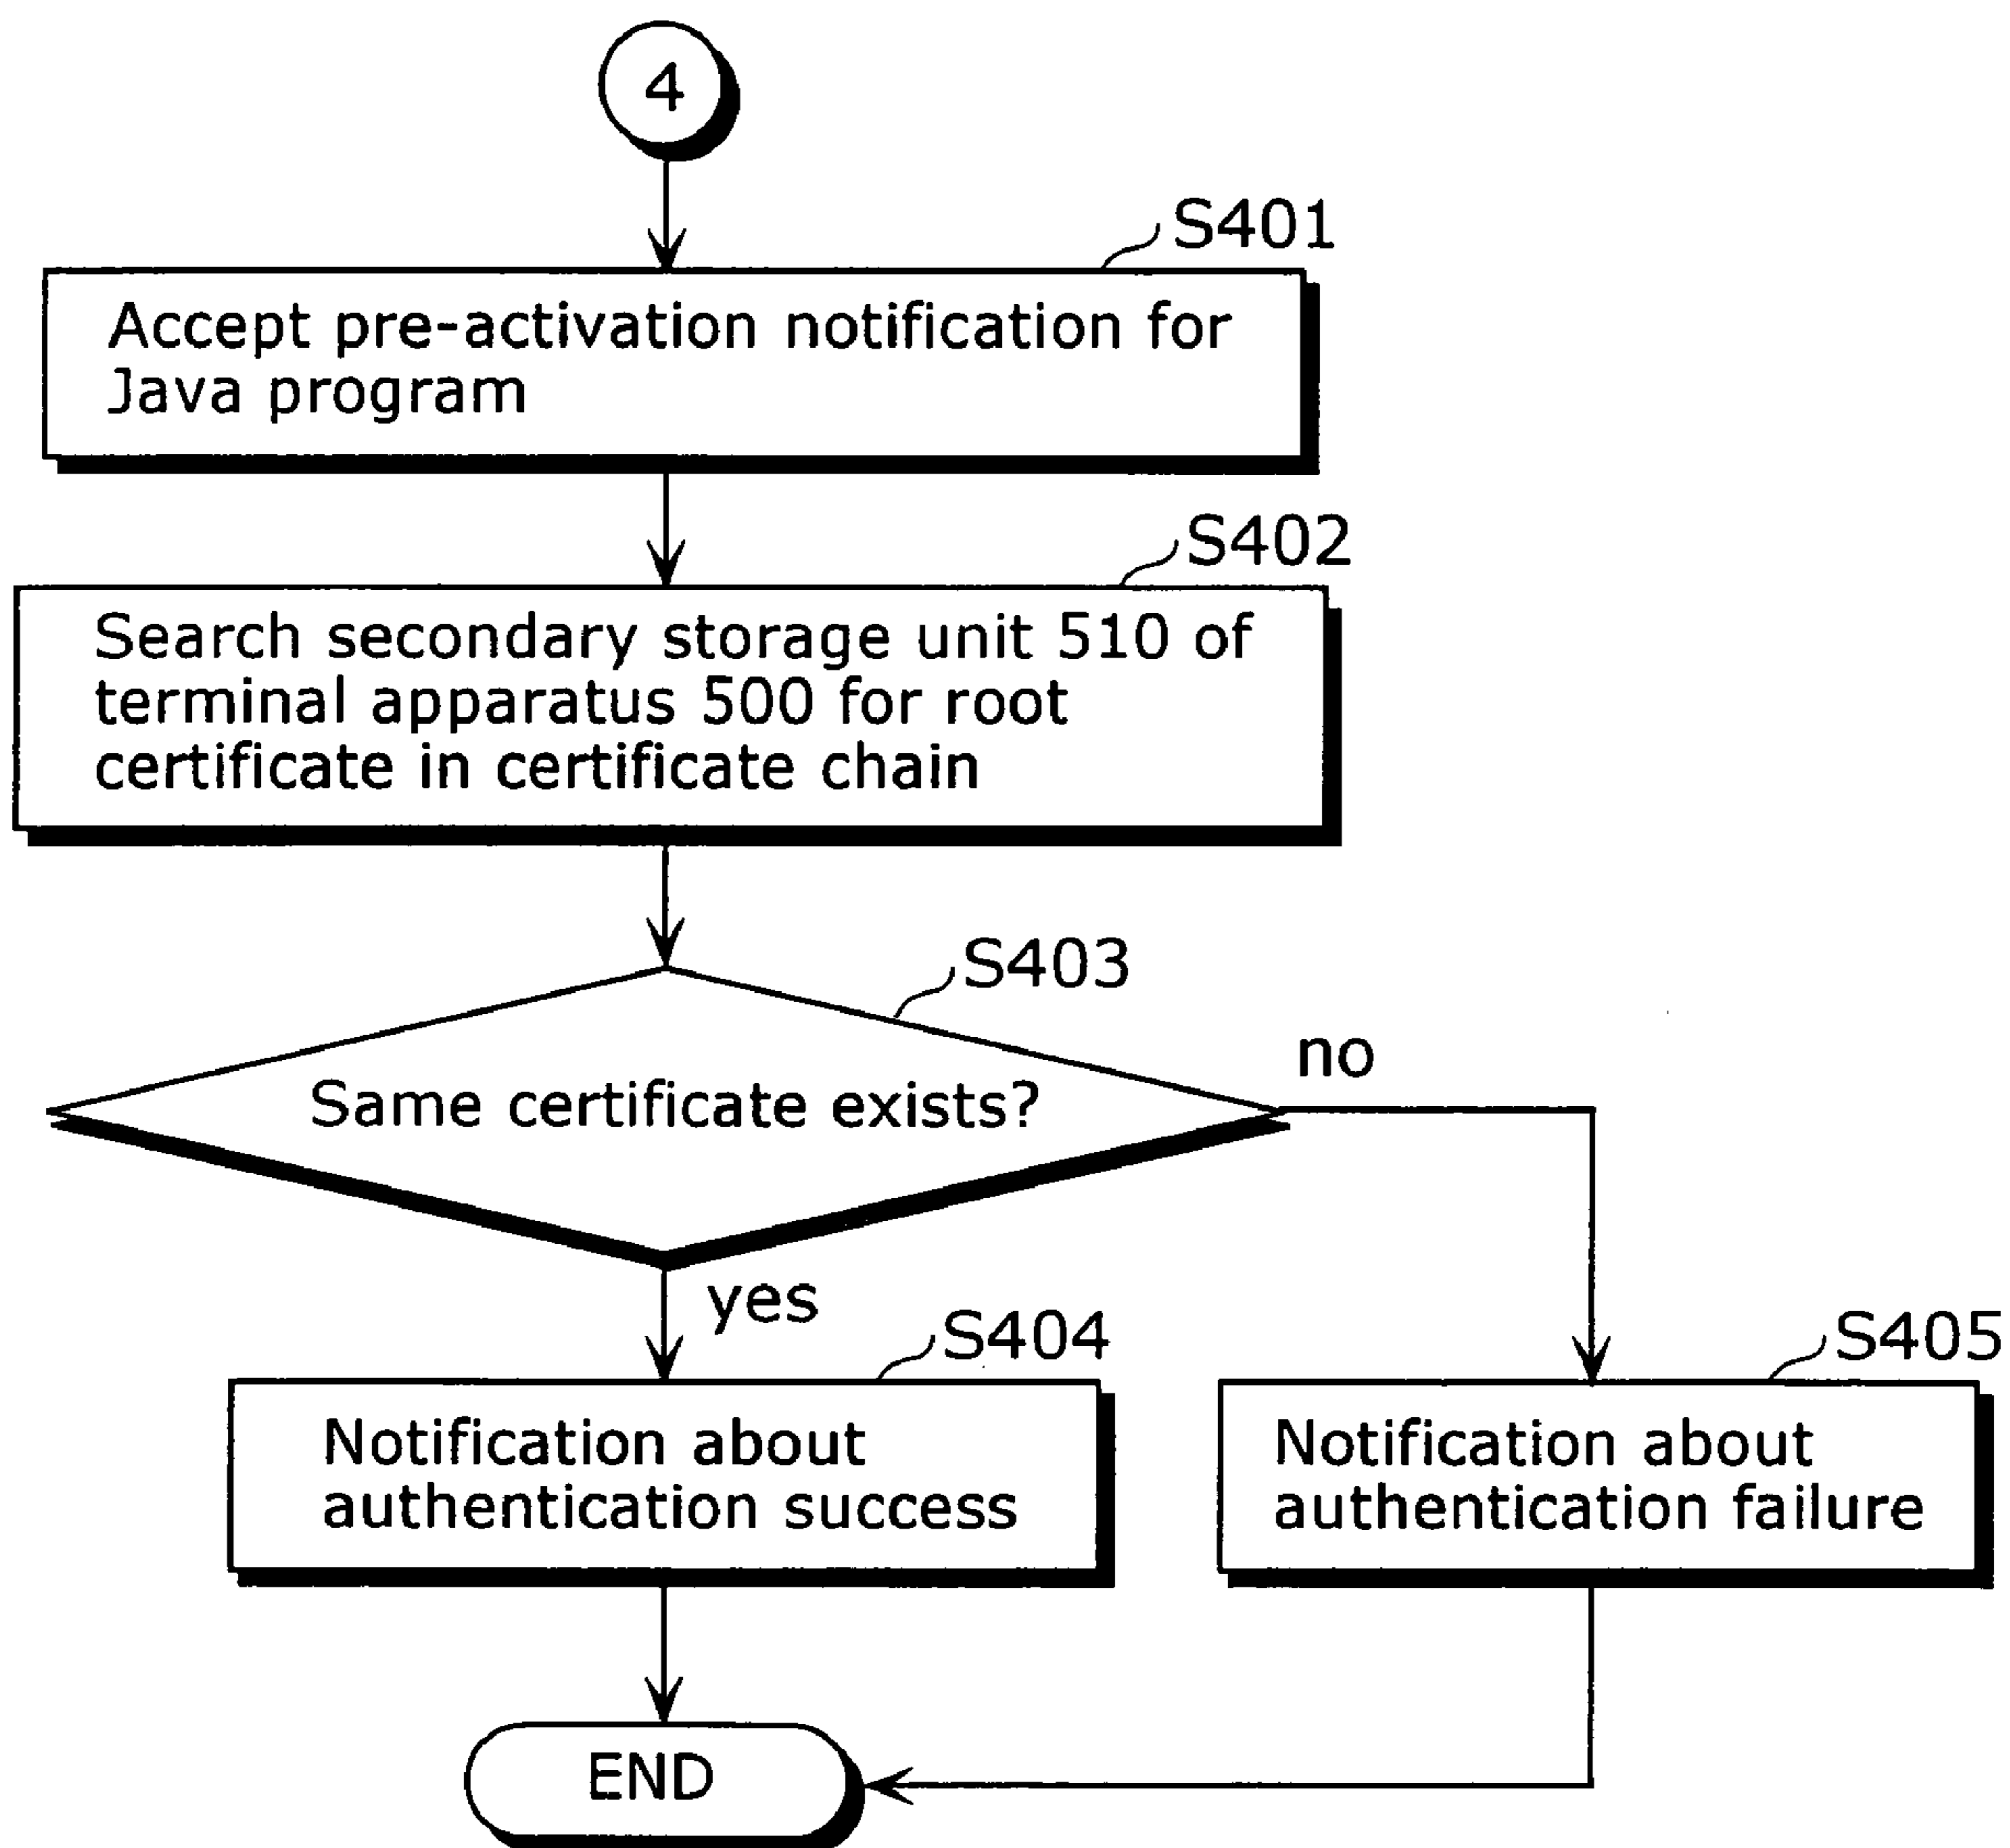 4
S401
Accept pre-activation notification for
Java program
S402
Search secondary storage unit 510 of
terminal apparatus 500 for root
certificate in certificate chain
S403
no
Same certificate exists?
yes
S404
S405
Notification about
authentication success
Notification about
authentication failure
END